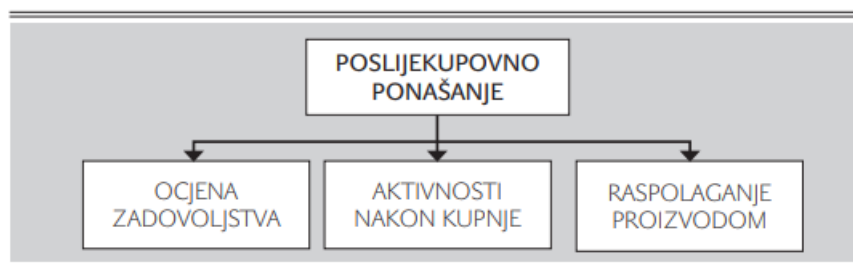 POSLIJEKUPOVNO
PONAŠANJE
OCJENA
ZADOVOLJSTVA
AKTIVNOSTI
NAKON KUPNJE
RASPOLAGANJE
PROIZVODOM